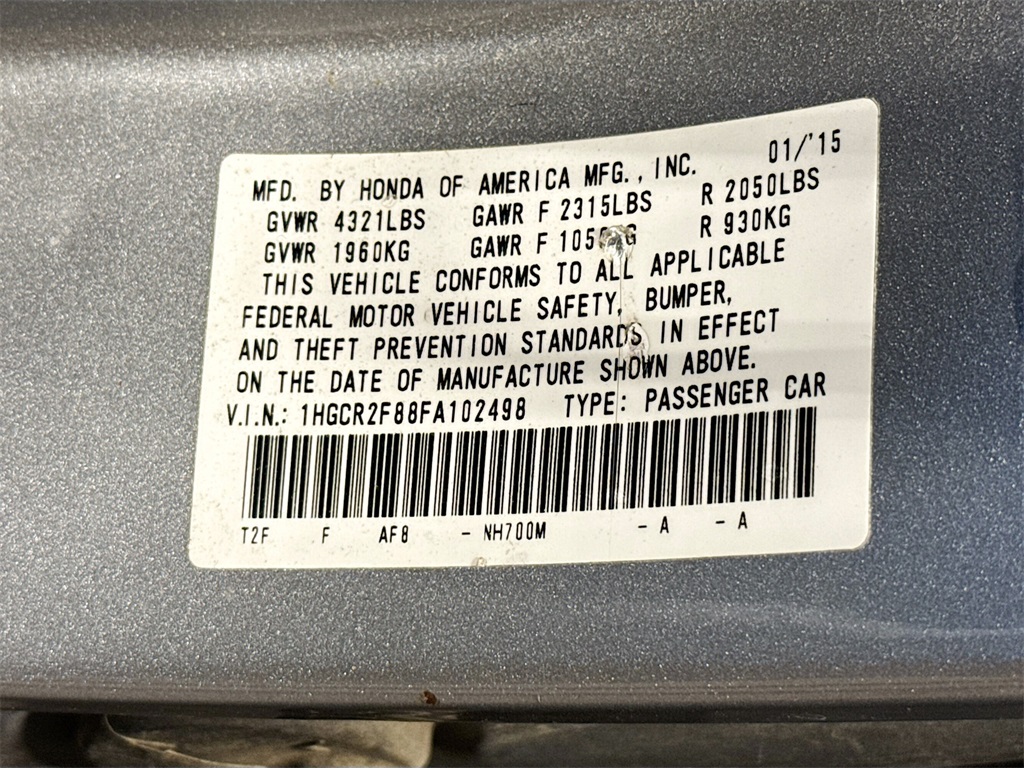 01/'15
MFD. BY HONDA OF AMERICA MFG., INC.
GVWR 4321LBS GAWR F 2315LBS R 2050LBS
GVWR 1960KG GAWR F R 930KG
THIS VEHICLE CONFORMS TO ALL APPLICABLE
FEDERAL MOTOR VEHICLE SAFETY, BUMPER,
AND THEFT PREVENTION STANDARDS IN EFFECT
ON THE DATE OF MANUFACTURE SHOWN ABOVE.
V.I.N.: 1HGCR2F88FA102498 TYPE: PASSENGER CAR
T2F F AF8 - NH700M - A - A